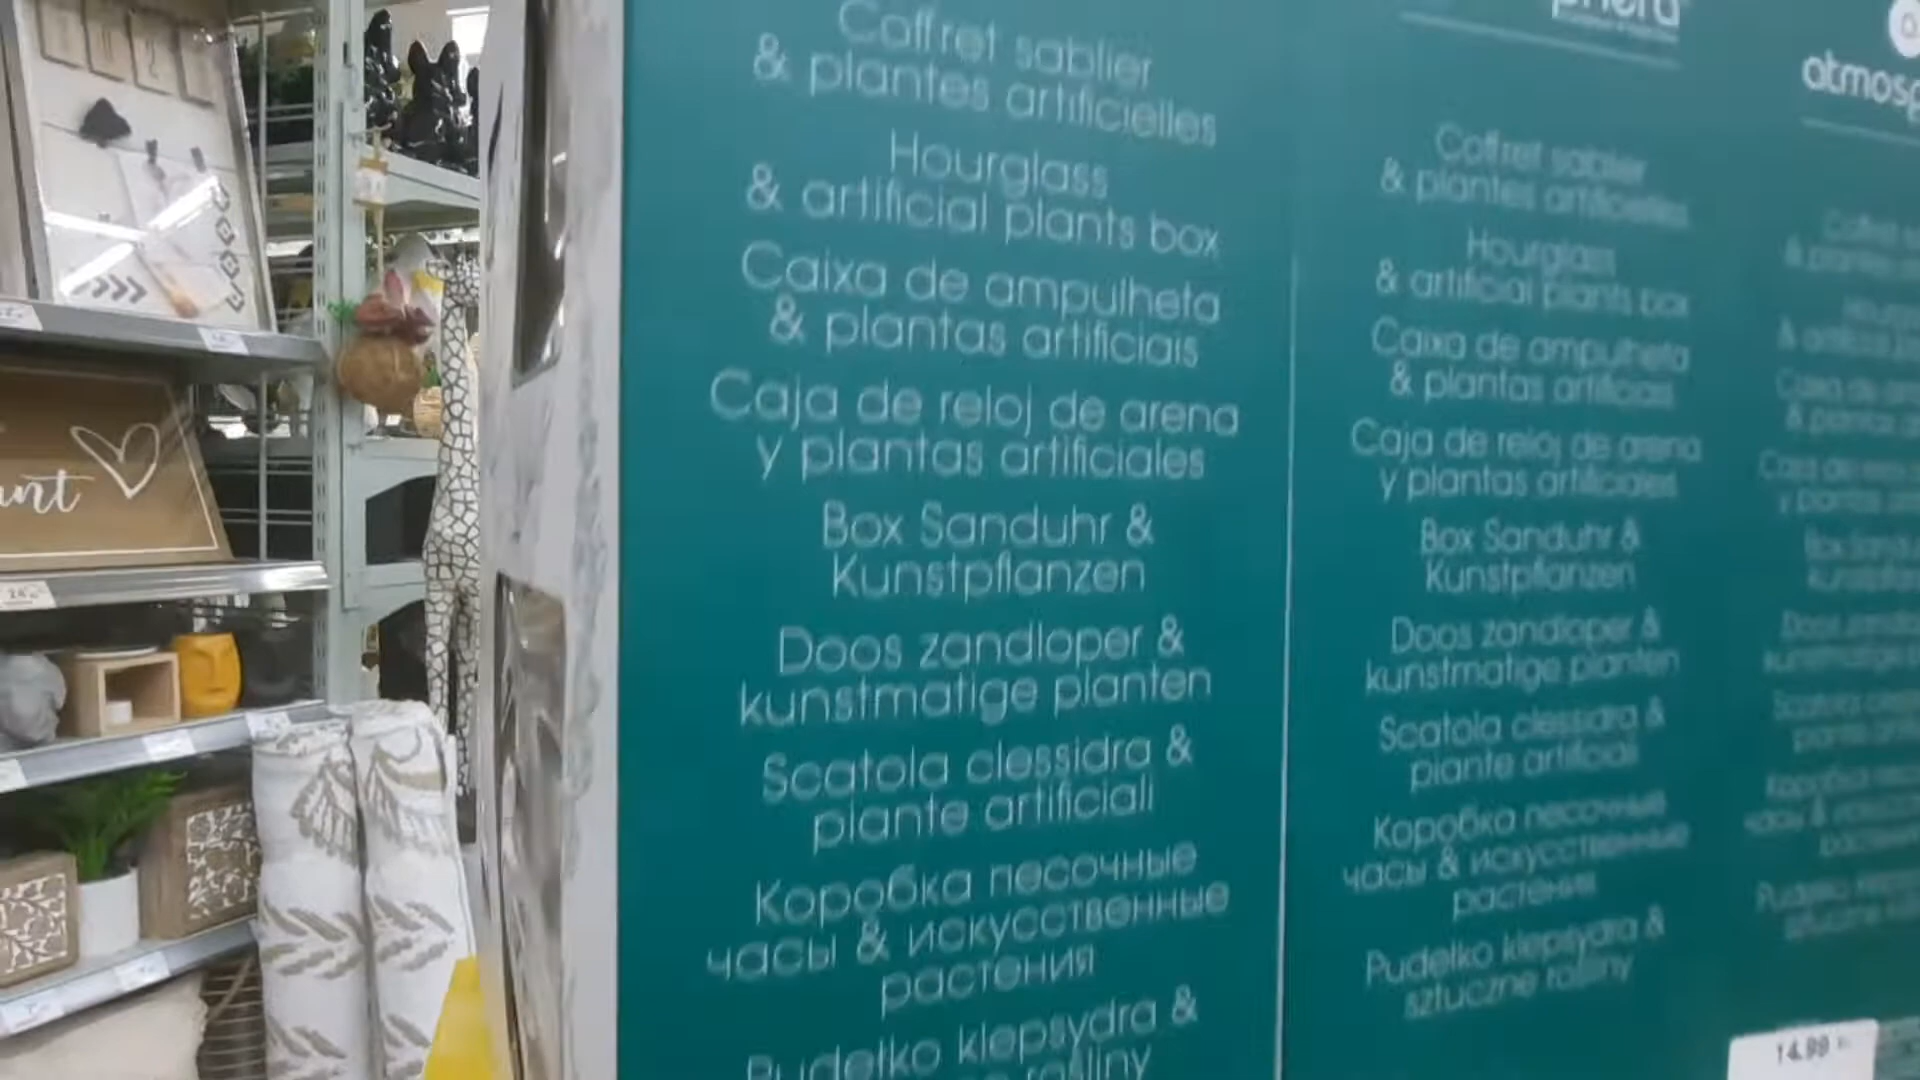 ant
Coffret sablier
& plantes artificielles
Hourglass
& artificial plants box
Caixa de ampulheta
& plantas artificiais
Caja de reloj de arena
y plantas artificiales
Box Sanduhr &
Kunstpflanzen
Doos zandloper &
kunstmatige planten
Scatola clessidra &
piante artificiali
Коробка песочные
часы & искусственные
растения
Pudełko klepsydra &
rośliny
Coffret sablier
& plantes artificielles
Hourglass
& artificial plants box
Caixa de ampulheta
& plantas artificiais
Caja de reloj de arena
y plantas artificiales
Box Sanduhr &
Kunstpflanzen
Doos zandloper &
kunstmatige planten
Scatola clessidra &
piante artificiali
Коробка песочные
часы & искусственные
растения
Pudełko klepsydra &
sztuczne rośliny
atmosp
14.99